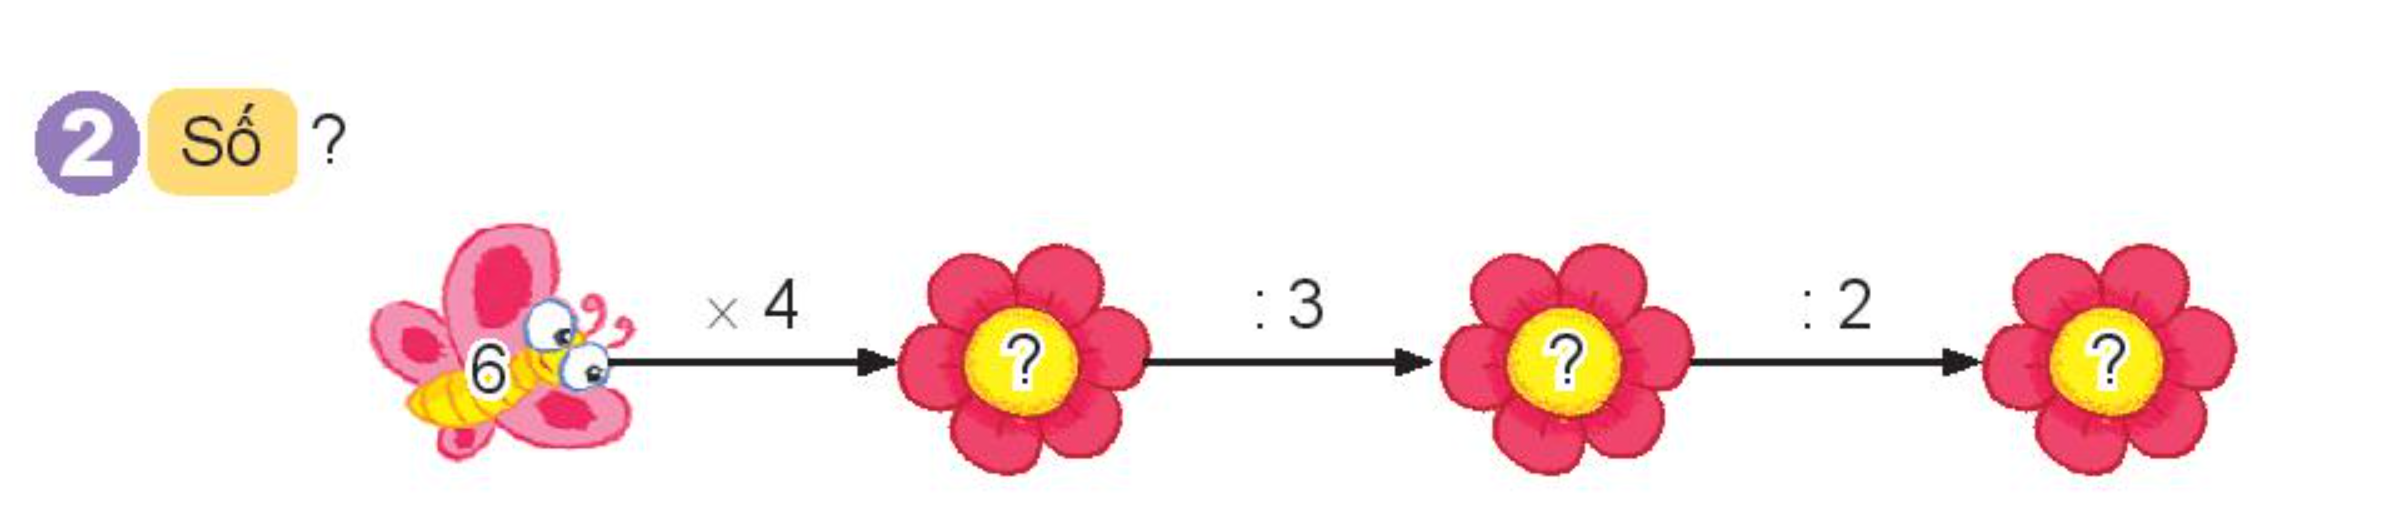 2 Số ?
6 × 4 ? : 3 ? : 2 ?